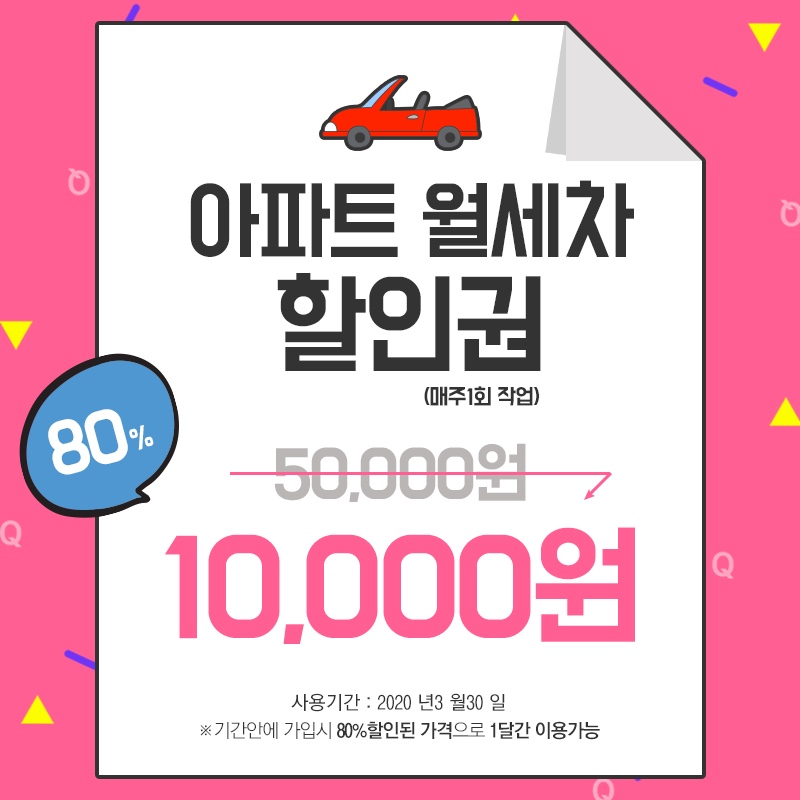 아파트 월세차
할인권
(매주1회 작업)
80%
50,000원
10,000원
사용기간 : 2020 년3 월30 일
※기간안에 가입시 80%할인된 가격으로 1달간 이용가능
Q
Q
Q
Q
Q